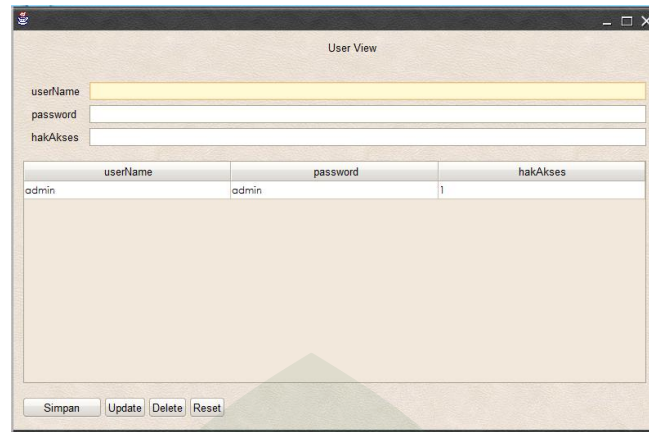 User View
userName
password
hakAkses
userName password hakAkses
admin admin 1
Simpan Update Delete Reset